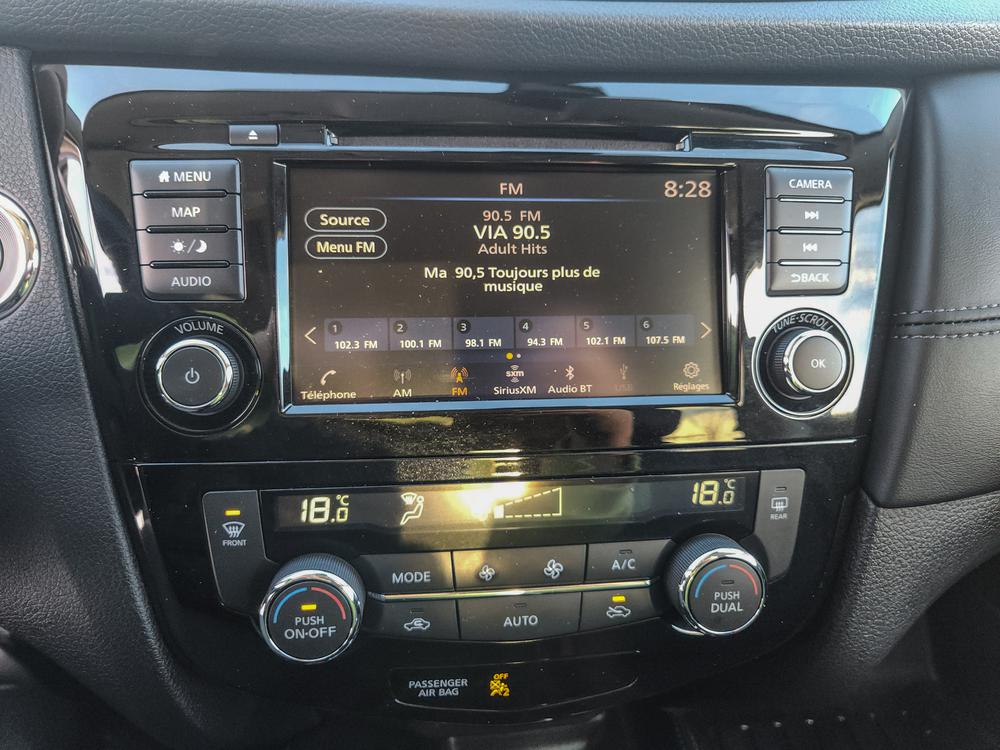 MENU
MAP
AUDIO
VOLUME
FM
8:28
Source
Menu FM
90.5 FM
VIA 90.5
Adult Hits
Ma 90,5 Toujours plus de
musique
1
102.3 FM
2
100.1 FM
3
98.1 FM
4
94.3 FM
5
102.1 FM
6
107.5 FM
Téléphone
AM
FM
sxm
SiriusXM
Audio BT
USB
Réglages
CAMERA
BACK
TUNE·SCROLL
OK
18.0 °C
18.0 °C
FRONT
REAR
PUSH
ON·OFF
MODE
A/C
AUTO
PUSH
DUAL
PASSENGER
AIR BAG
OFF
2